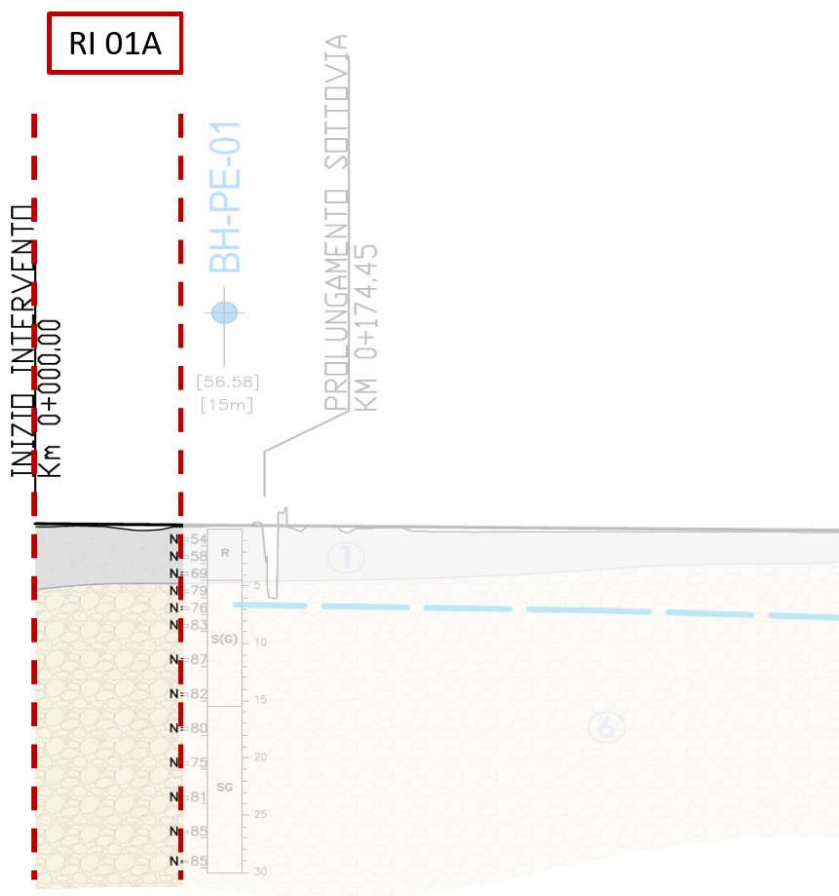 RI 01A
INIZIO INTERVENTO
Km 0+000.00
BH-PE-01
[56.58]
[15m]
PROLUNGAMENTO SOTTOVIA
KM 0+174.45
N=54
N=58
N=69
N=79
N=76
N=83
N=87
N=82
N=80
N=75
N=81
N=85
N=85
R
S(G)
SG
5
10
15
20
25
30
1
6